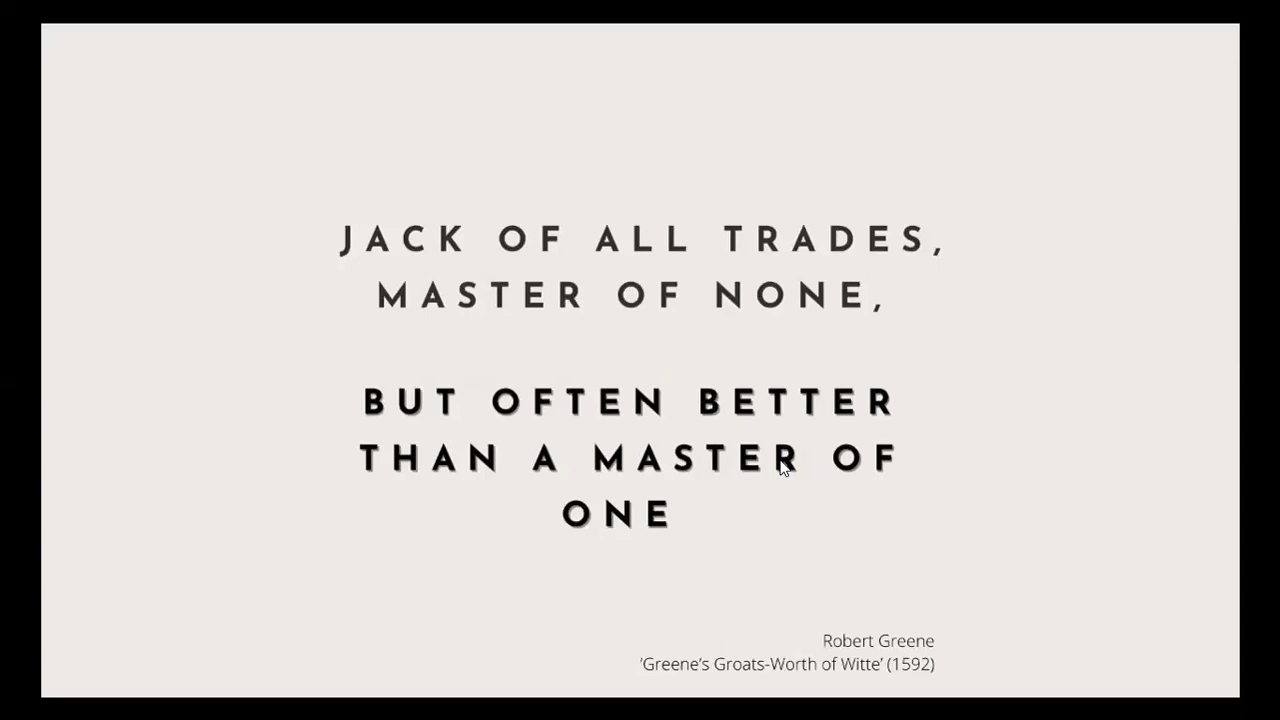 JACK OF ALL TRADES,
MASTER OF NONE,
BUT OFTEN BETTER
THAN A MASTER OF
ONE
Robert Greene
'Greene's Groats-Worth of Witte' (1592)